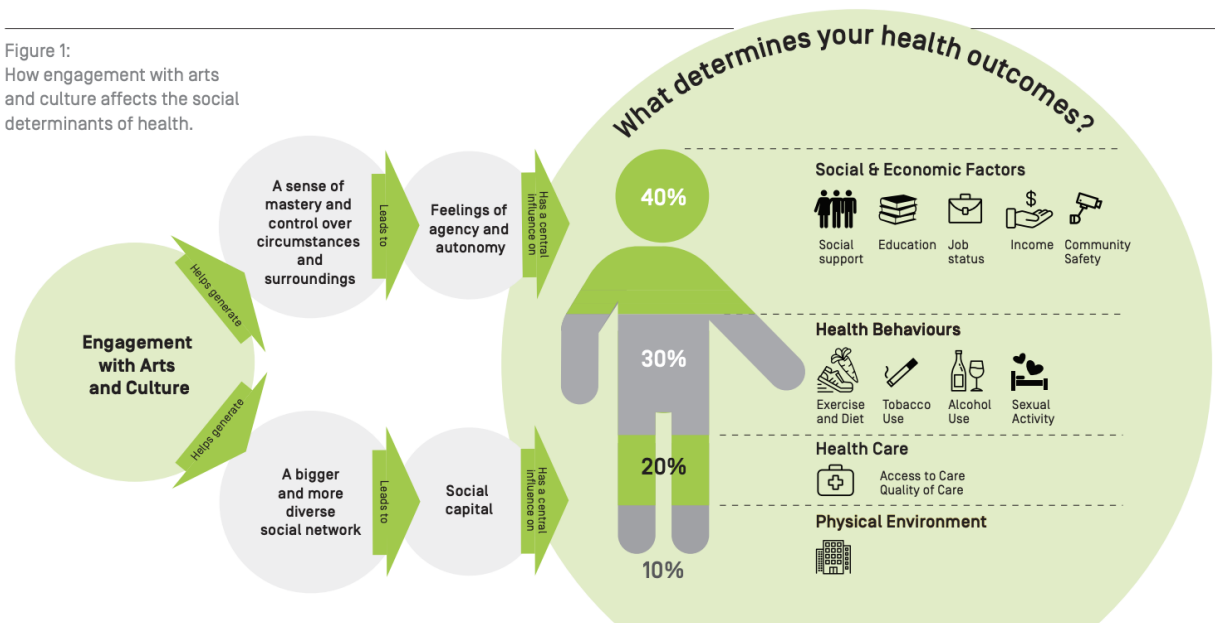 Figure 1:
How engagement with arts
and culture affects the social
determinants of health.
What determines your health outcomes?
Engagement
with Arts
and Culture
Helps generate
A sense of
mastery and
control over
circumstances
and
surroundings
Leads to
Feelings of
agency and
autonomy
Has a central
influence on
Helps generate
A bigger
and more
diverse
social network
Leads to
Social
capital
Has a central
influence on
40%
Social & Economic Factors
$
Social
support
Education
Job
status
Income
Community
Safety
30%
Health Behaviours
Exercise
and Diet
Tobacco
Use
Alcohol
Use
Sexual
Activity
20%
Health Care
Access to Care
Quality of Care
Physical Environment
10%